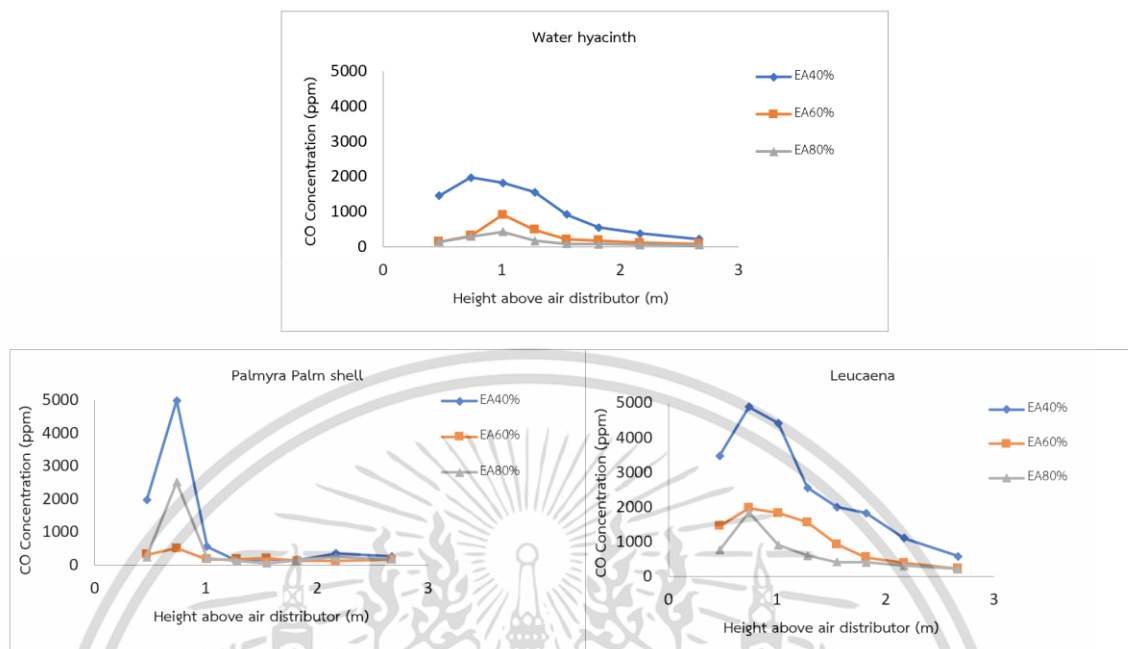 Water hyacinth
CO Concentration (ppm)
5000
4000
3000
2000
1000
0
0 1 2 3
Height above air distributor (m)
EA40%
EA60%
EA80%
Palmyra Palm shell
CO Concentration (ppm)
5000
4000
3000
2000
1000
0
0 1 2 3
Height above air distributor (m)
EA40%
EA60%
EA80%
Leucaena
CO Concentration (ppm)
5000
4000
3000
2000
1000
0
0 1 2 3
Height above air distributor (m)
EA40%
EA60%
EA80%